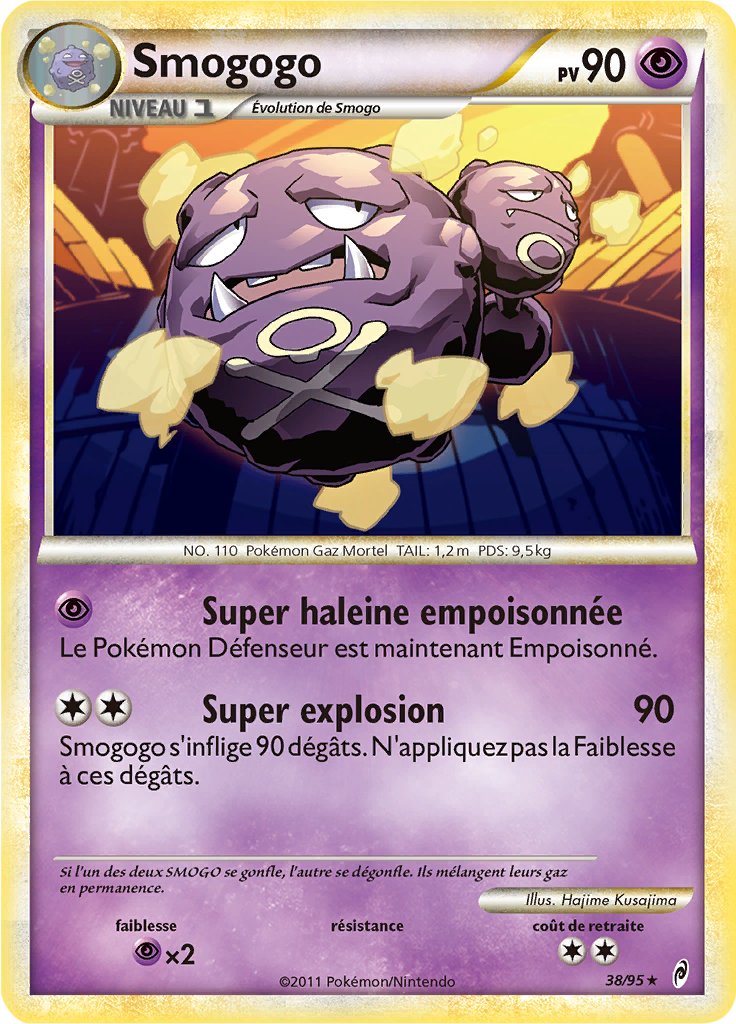 Smogogo
PV 90
NIVEAU 1
Évolution de Smogo
NO. 110 Pokémon Gaz Mortel TAIL: 1,2 m PDS: 9,5 kg
Super haleine empoisonnée
Le Pokémon Défenseur est maintenant Empoisonné.
Super explosion 90
Smogogo s'inflige 90 dégâts. N'appliquez pas la Faiblesse
à ces dégâts.
Si l'un des deux SMOGO se gonfle, l'autre se dégonfle. Ils mélangent leurs gaz
en permanence.
Illus. Hajime Kusajima
faiblesse résistance coût de retraite
×2
©2011 Pokémon/Nintendo
38/95 ★